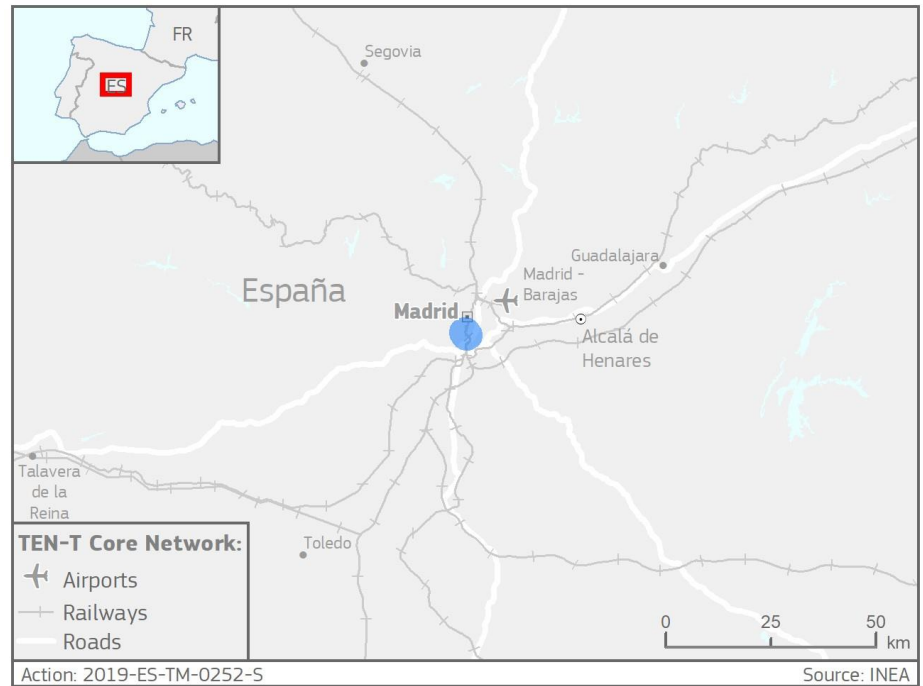 FR
ES
Segovia
Guadalajara
Madrid -
Barajas
España
Madrid
Alcalá de
Henares
Talavera
de la
Reina
Toledo
TEN-T Core Network:
Airports
Railways
Roads
0 25 50
km
Action: 2019-ES-TM-0252-S
Source: INEA